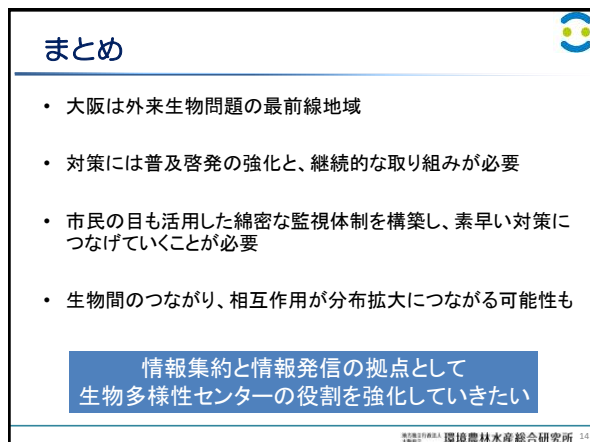 まとめ
• 大阪は外来生物問題の最前線地域
• 対策には普及啓発の強化と、継続的な取り組みが必要
• 市民の目も活用した綿密な監視体制を構築し、素早い対策に
つなげていくことが必要
• 生物間のつながり、相互作用が分布拡大につながる可能性も
情報集約と情報発信の拠点として
生物多様性センターの役割を強化していきたい
環境農林水産総合研究所 14